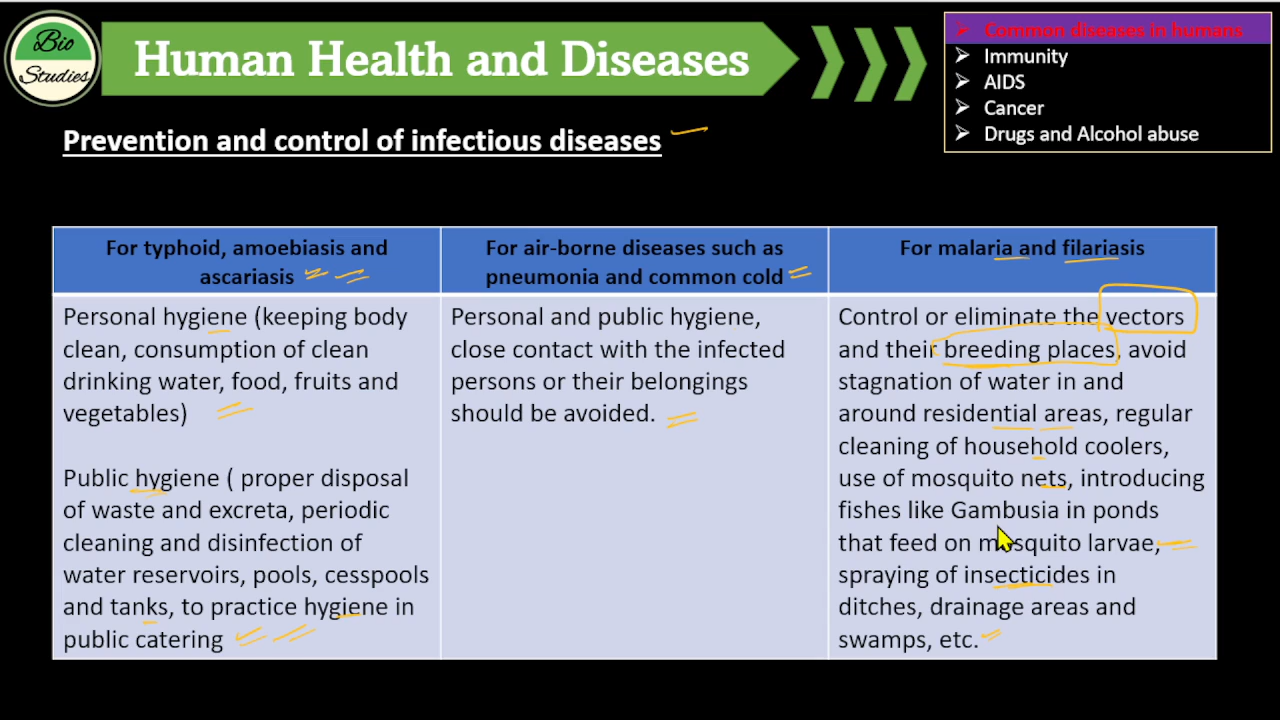 Bio
Studies
Human Health and Diseases
Common diseases in humans
Immunity
AIDS
Cancer
Drugs and Alcohol abuse
Prevention and control of infectious diseases
For typhoid, amoebiasis and
ascariasis
Personal hygiene (keeping body
clean, consumption of clean
drinking water, food, fruits and
vegetables)
Public hygiene ( proper disposal
of waste and excreta, periodic
cleaning and disinfection of
water reservoirs, pools, cesspools
and tanks, to practice hygiene in
public catering
For air-borne diseases such as
pneumonia and common cold
Personal and public hygiene,
close contact with the infected
persons or their belongings
should be avoided.
For malaria and filariasis
Control or eliminate the vectors
and their breeding places, avoid
stagnation of water in and
around residential areas, regular
cleaning of household coolers,
use of mosquito nets, introducing
fishes like Gambusia in ponds
that feed on mosquito larvae,
spraying of insecticides in
ditches, drainage areas and
swamps, etc.